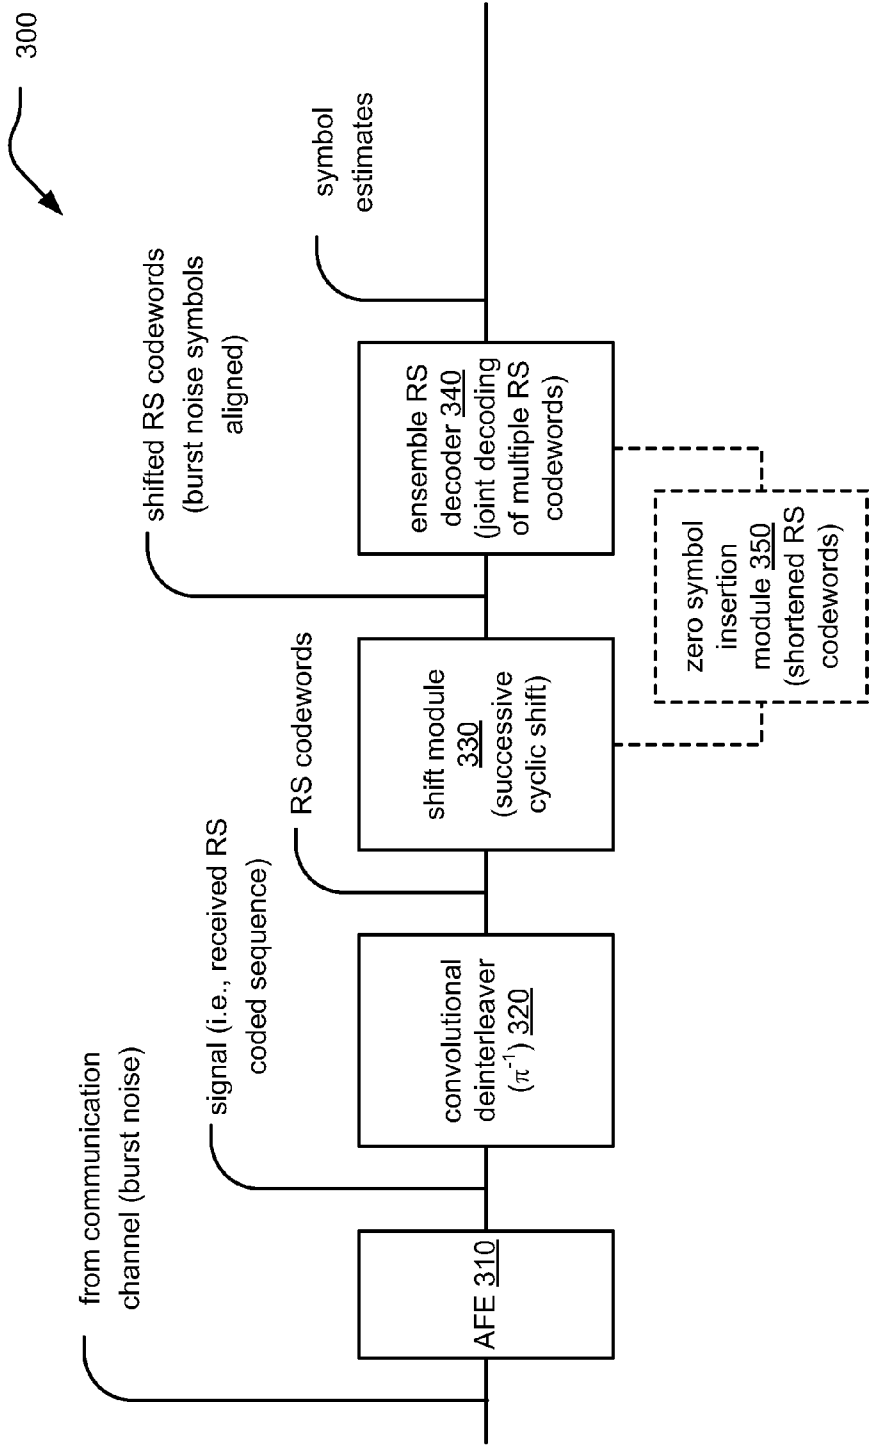 300
from communication
channel (burst noise)
signal (i.e., received RS
coded sequence)
RS codewords
shifted RS codewords
(burst noise symbols
aligned)
symbol
estimates
AFE 310
convolutional
deinterleaver
(π⁻¹) 320
shift module
330
(successive
cyclic shift)
ensemble RS
decoder 340
(joint decoding
of multiple RS
codewords)
zero symbol
insertion
module 350
(shortened RS
codewords)